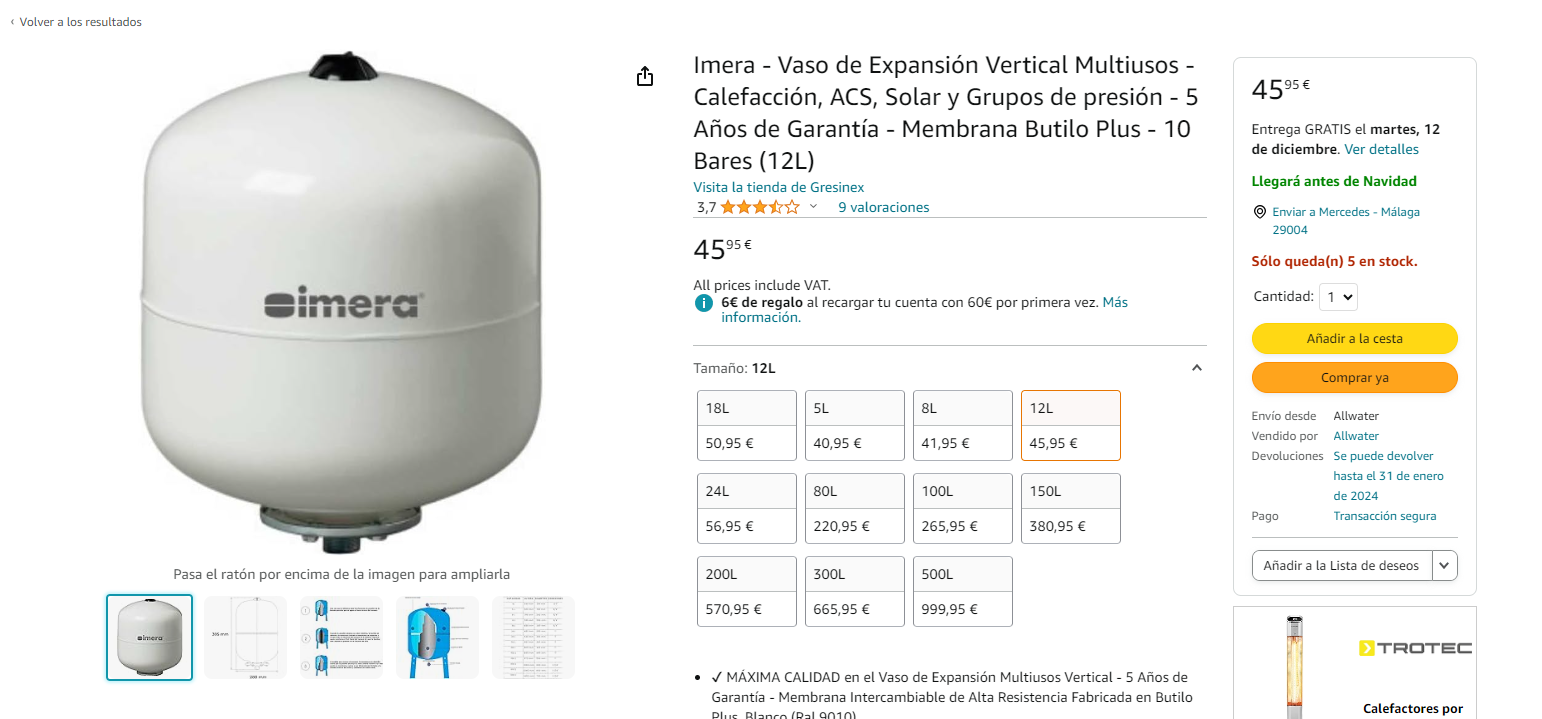 ‹ Volver a los resultados
imera
Pasa el ratón por encima de la imagen para ampliarla
Imera - Vaso de Expansión Vertical Multiusos -
Calefacción, ACS, Solar y Grupos de presión - 5
Años de Garantía - Membrana Butilo Plus - 10
Bares (12L)
Visita la tienda de Gresinex
3,7 9 valoraciones
45 95 €
All prices include VAT.
6€ de regalo al recargar tu cuenta con 60€ por primera vez. Más
información.
Tamaño: 12L
18L 5L 8L 12L
50,95 € 40,95 € 41,95 € 45,95 €
24L 80L 100L 150L
56,95 € 220,95 € 265,95 € 380,95 €
200L 300L 500L
570,95 € 665,95 € 999,95 €
• ✓ MÁXIMA CALIDAD en el Vaso de Expansión Multiusos Vertical - 5 Años de
Garantía - Membrana Intercambiable de Alta Resistencia Fabricada en Butilo
Plus. Blanco (Ral 9010)
45 95 €
Entrega GRATIS el martes, 12
de diciembre. Ver detalles
Llegará antes de Navidad
Enviar a Mercedes - Málaga
29004
Sólo queda(n) 5 en stock.
Cantidad: 1
Añadir a la cesta
Comprar ya
Envío desde Allwater
Vendido por Allwater
Devoluciones Se puede devolver
hasta el 31 de enero
de 2024
Pago Transacción segura
Añadir a la Lista de deseos
TROTEC
Calefactores por